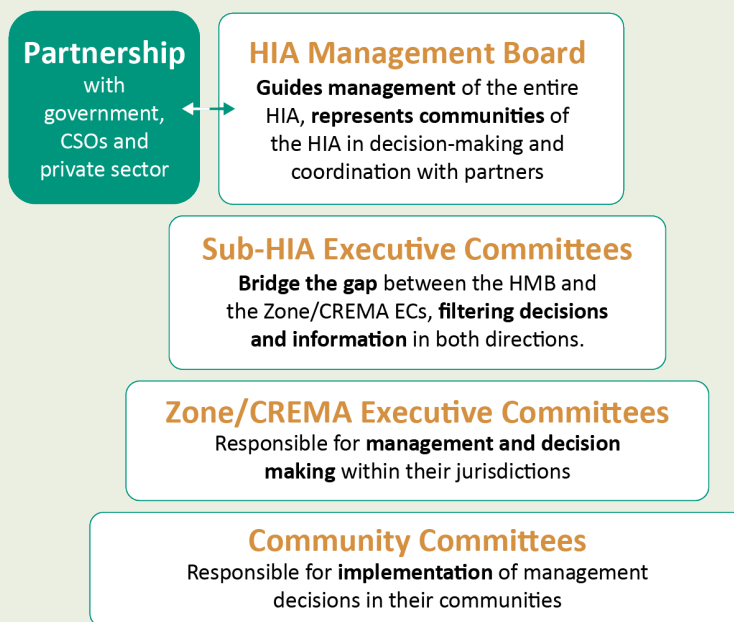 Partnership
with
government,
CSOs and
private sector
HIA Management Board
Guides management of the entire
HIA, represents communities of
the HIA in decision-making and
coordination with partners
Sub-HIA Executive Committees
Bridge the gap between the HMB and
the Zone/CREMA ECs, filtering decisions
and information in both directions.
Zone/CREMA Executive Committees
Responsible for management and decision
making within their jurisdictions
Community Committees
Responsible for implementation of management
decisions in their communities